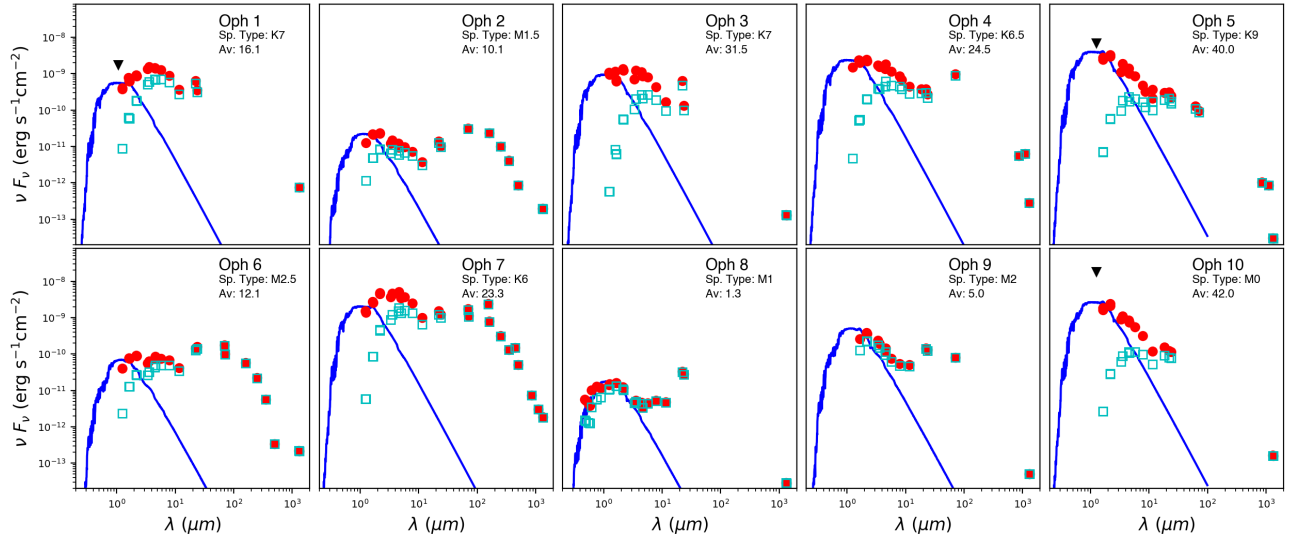 Oph 1
Sp. Type: K7
Av: 16.1
Oph 2
Sp. Type: M1.5
Av: 10.1
Oph 3
Sp. Type: K7
Av: 31.5
Oph 4
Sp. Type: K6.5
Av: 24.5
Oph 5
Sp. Type: K9
Av: 40.0
10⁻⁸
10⁻⁹
10⁻¹⁰
10⁻¹¹
10⁻¹²
10⁻¹³
ν Fν (erg s⁻¹cm⁻²)
Oph 6
Sp. Type: M2.5
Av: 12.1
Oph 7
Sp. Type: K6
Av: 23.3
Oph 8
Sp. Type: M1
Av: 1.3
Oph 9
Sp. Type: M2
Av: 5.0
Oph 10
Sp. Type: M0
Av: 42.0
10⁻⁸
10⁻⁹
10⁻¹⁰
10⁻¹¹
10⁻¹²
10⁻¹³
ν Fν (erg s⁻¹cm⁻²)
10⁰ 10¹ 10² 10³
10⁰ 10¹ 10² 10³
10⁰ 10¹ 10² 10³
10⁰ 10¹ 10² 10³
10⁰ 10¹ 10² 10³
λ (μm)
λ (μm)
λ (μm)
λ (μm)
λ (μm)